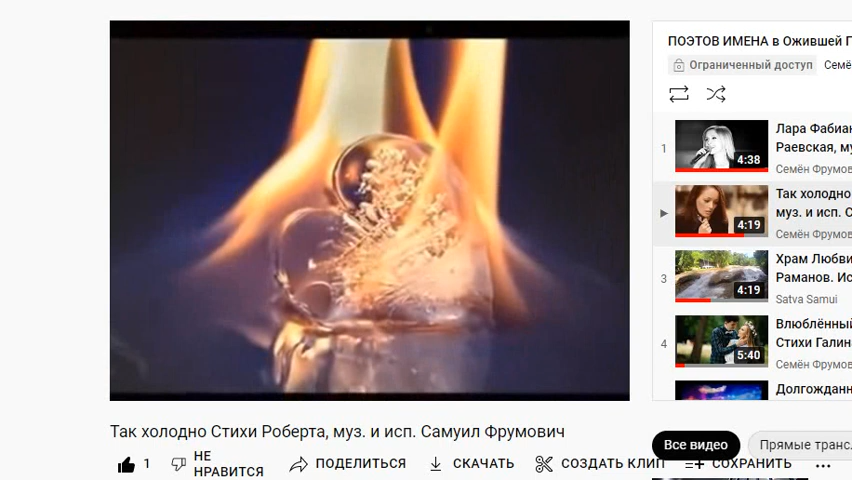 ПОЭТОВ ИМЕНА в Ожившей
Ограниченный доступ Семё
1
4:38
Лара Фабиан
Раевская, му
Семён Фрумов
4:19
Так холодно
муз. и исп. С
Семён Фрумов
3
4:19
Храм Любви
Раманов. Ис
Satva Samui
4
5:40
Влюблённый
Стихи Галин
Семён Фрумов
Долгожданн
Так холодно Стихи Роберта, муз. и исп. Самуил Фрумович
1
НЕ
НРАВИТСЯ
ПОДЕЛИТЬСЯ
СКАЧАТЬ
СОЗДАТЬ КЛИП
СОХРАНИТЬ
Все видео
Прямые транс